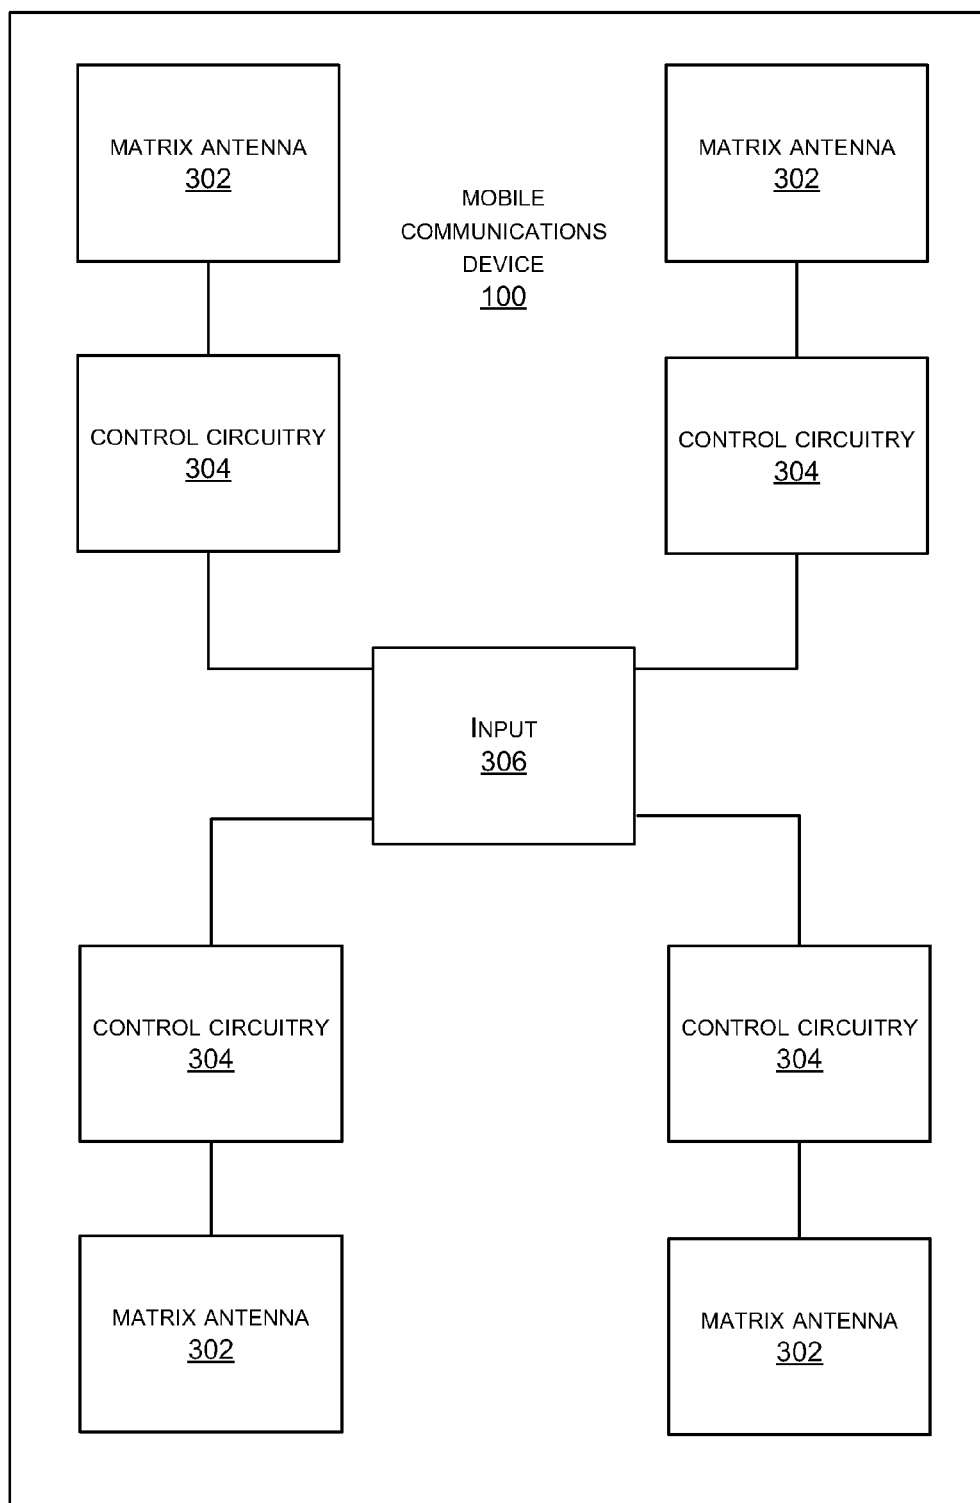 MATRIX ANTENNA
302
MATRIX ANTENNA
302
MOBILE
COMMUNICATIONS
DEVICE
100
CONTROL CIRCUITRY
304
CONTROL CIRCUITRY
304
INPUT
306
CONTROL CIRCUITRY
304
CONTROL CIRCUITRY
304
MATRIX ANTENNA
302
MATRIX ANTENNA
302